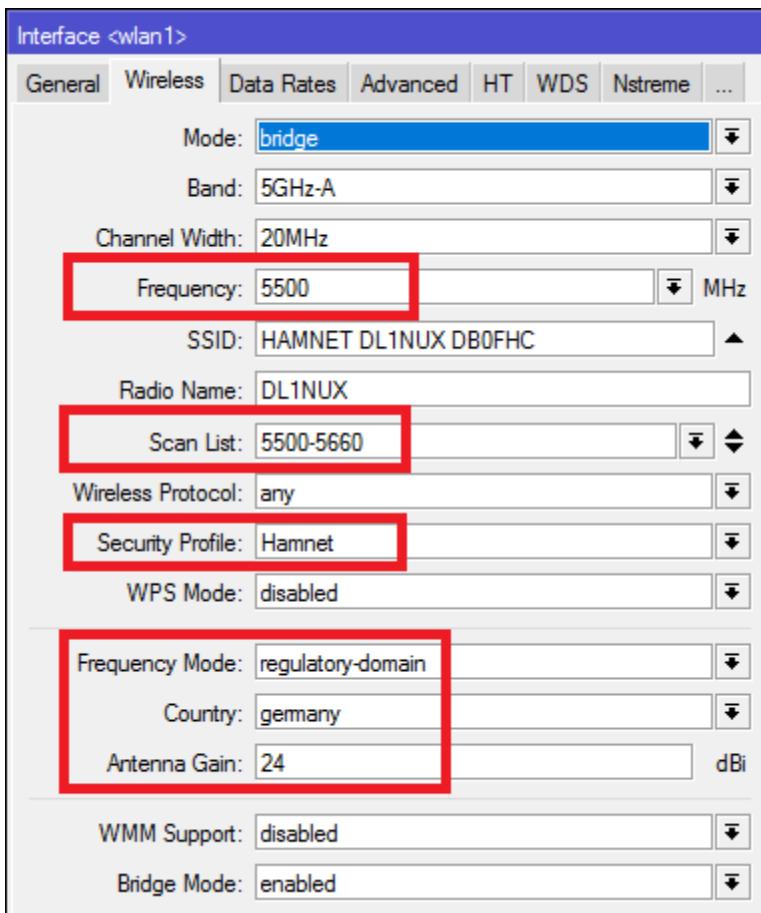 Interface <wlan1>
General Wireless Data Rates Advanced HT WDS Nstreme ...
Mode: bridge
Band: 5GHz-A
Channel Width: 20MHz
Frequency: 5500 MHz
SSID: HAMNET DL1NUX DB0FHC
Radio Name: DL1NUX
Scan List: 5500-5660
Wireless Protocol: any
Security Profile: Hamnet
WPS Mode: disabled
Frequency Mode: regulatory-domain
Country: germany
Antenna Gain: 24 dBi
WMM Support: disabled
Bridge Mode: enabled